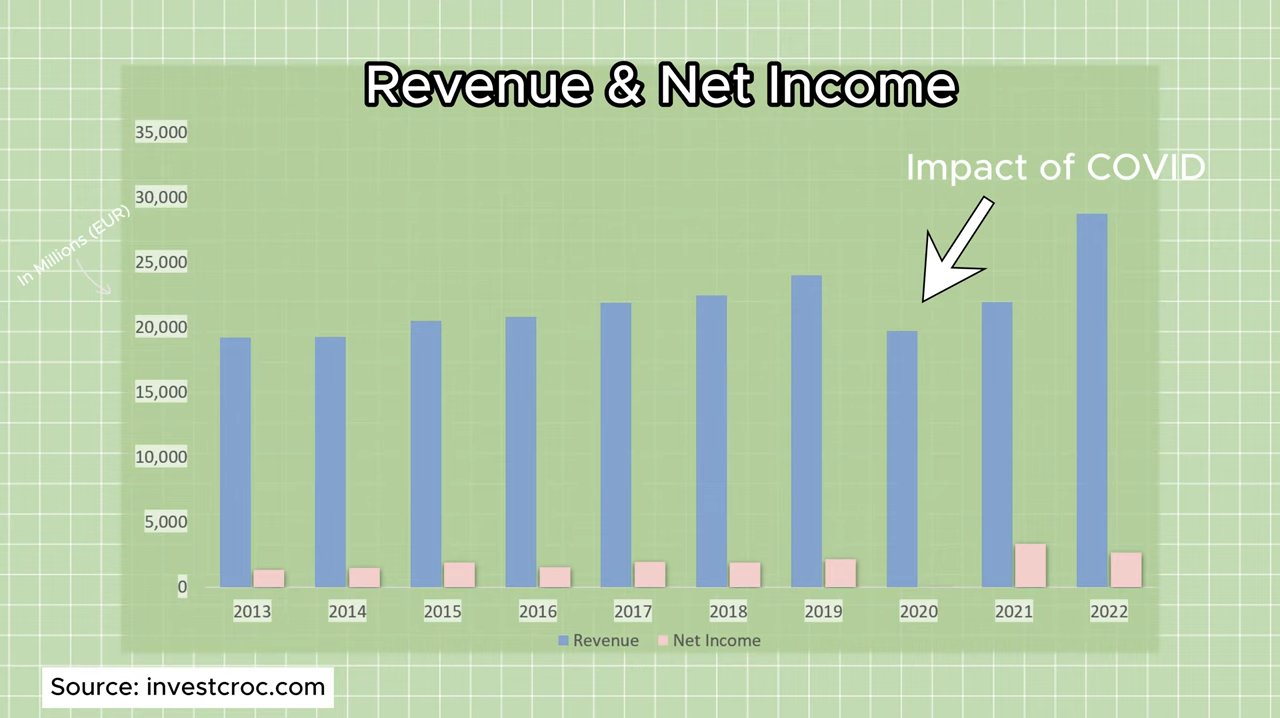 Revenue & Net Income
35,000
Impact of COVID
30,000
In Millions (EUR)
25,000
20,000
15,000
10,000
5,000
0
2013 2014 2015 2016 2017 2018 2019 2020 2021 2022
Revenue Net Income
Source: investcroc.com